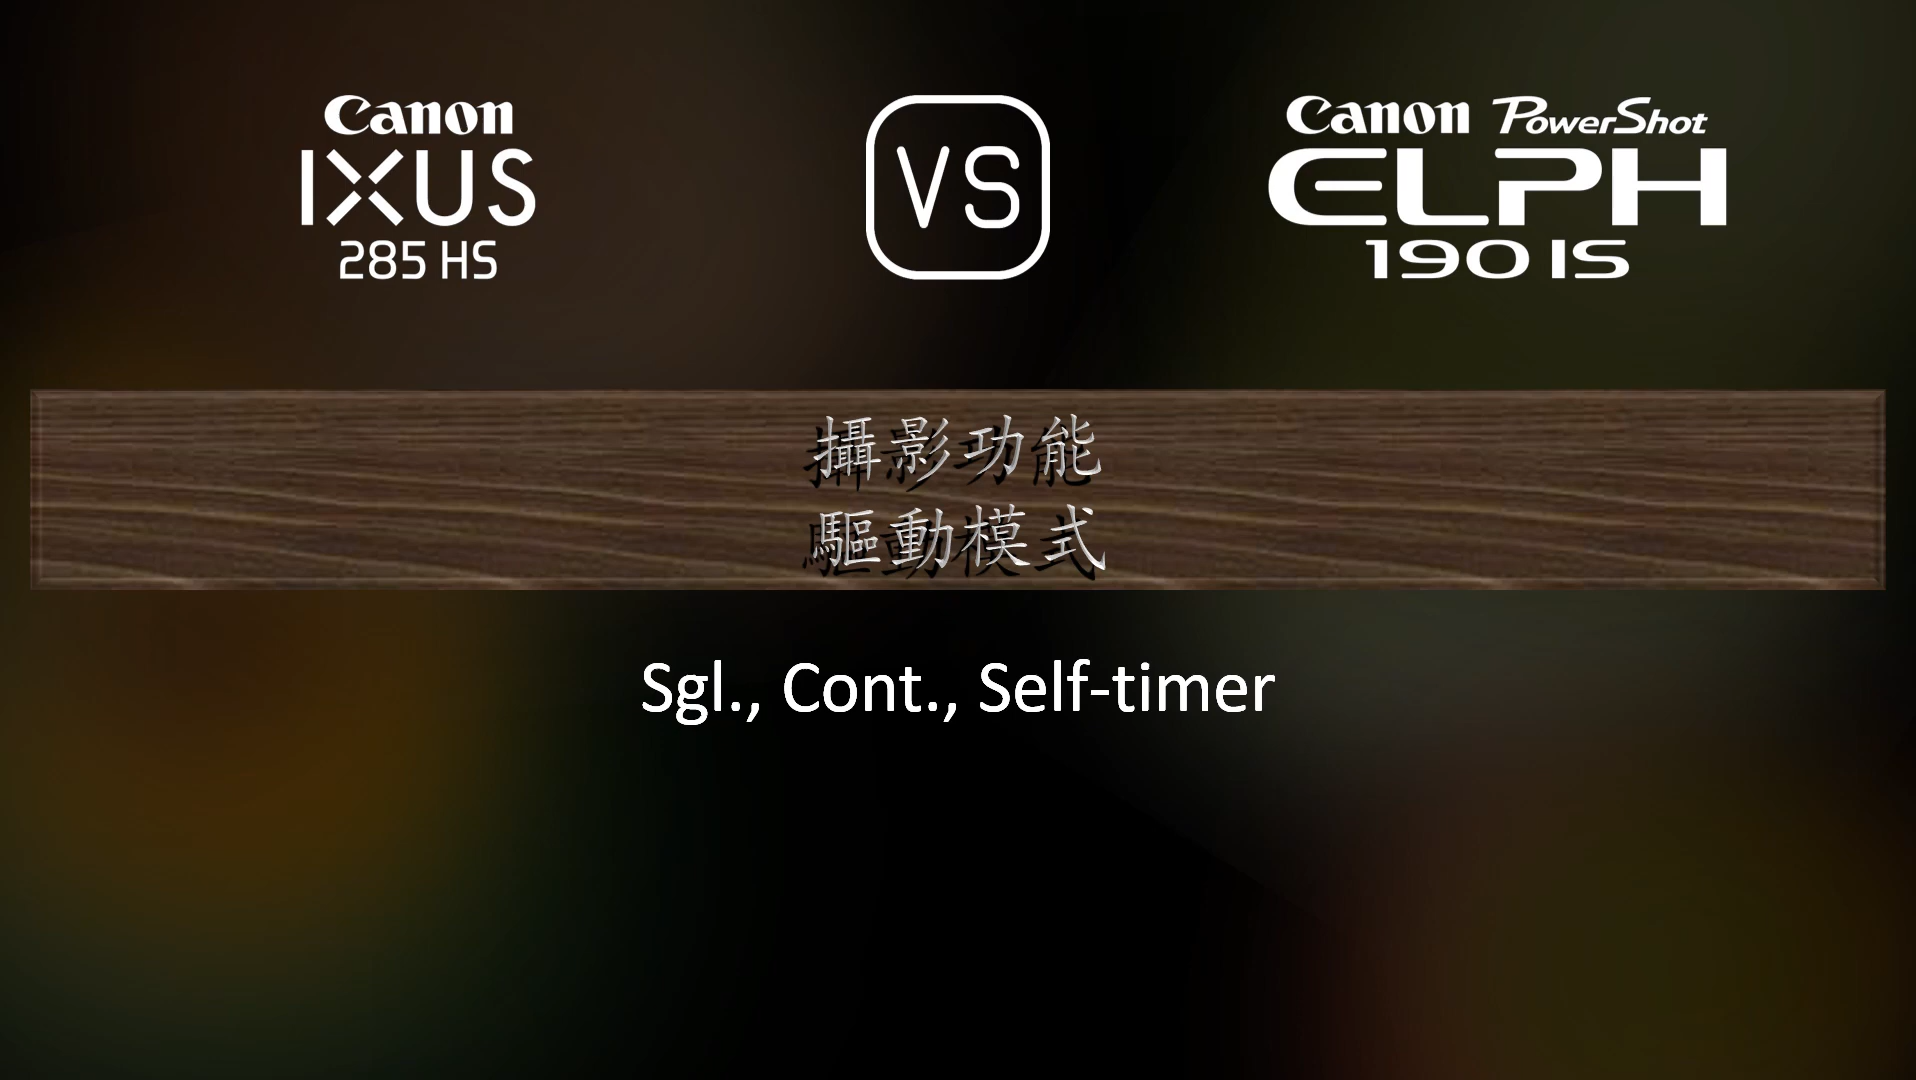 Canon
IXUS
285 HS
VS
Canon PowerShot
ELPH
190 IS
攝影功能
驅動模式
Sgl., Cont., Self-timer